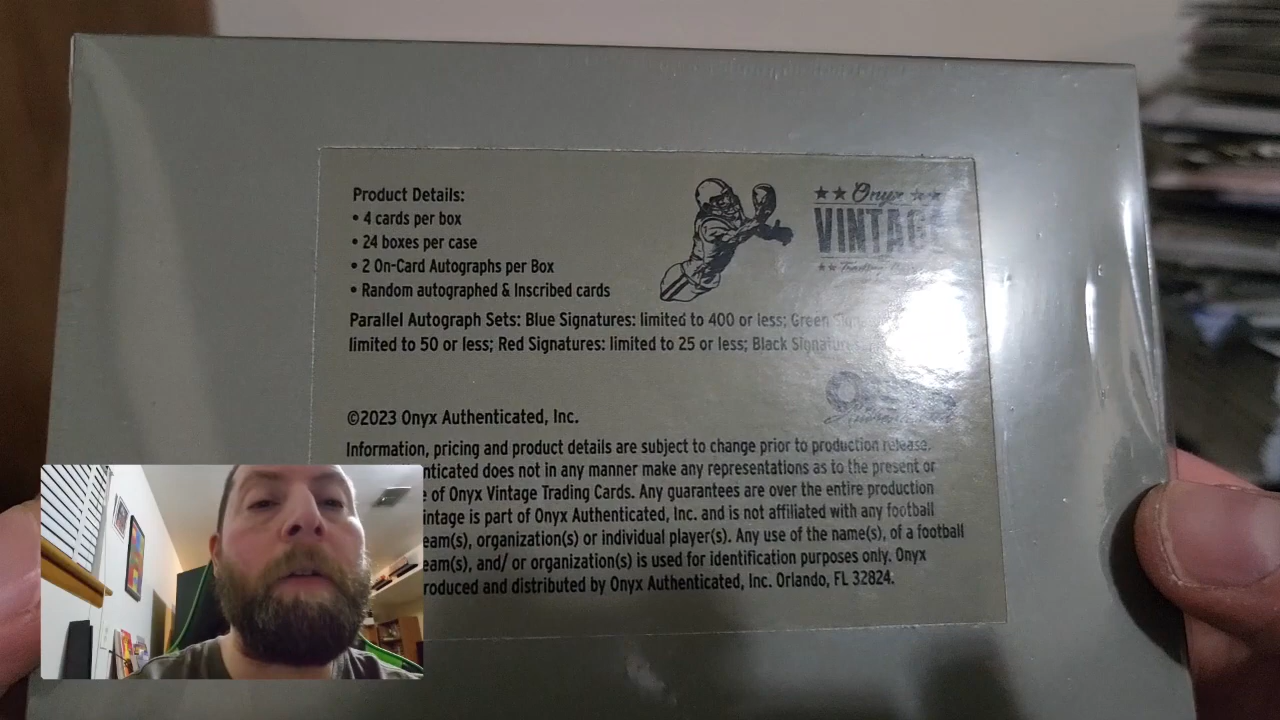 Product Details:
• 4 cards per box
• 24 boxes per case
• 2 On-Card Autographs per Box
• Random autographed & Inscribed cards
Onyx
VINTAGE
Parallel Autograph Sets: Blue Signatures: limited to 400 or less; Green
limited to 50 or less; Red Signatures: limited to 25 or less; Black Signatures
©2023 Onyx Authenticated, Inc.
Information, pricing and product details are subject to change prior to production release.
enticated does not in any manner make any representations as to the present or
e of Onyx Vintage Trading Cards. Any guarantees are over the entire production
intage is part of Onyx Authenticated, Inc. and is not affiliated with any football
eam(s), organization(s) or individual player(s). Any use of the name(s), of a football
eam(s), and/ or organization(s) is used for identification purposes only. Onyx
roduced and distributed by Onyx Authenticated, Inc. Orlando, FL 32824.